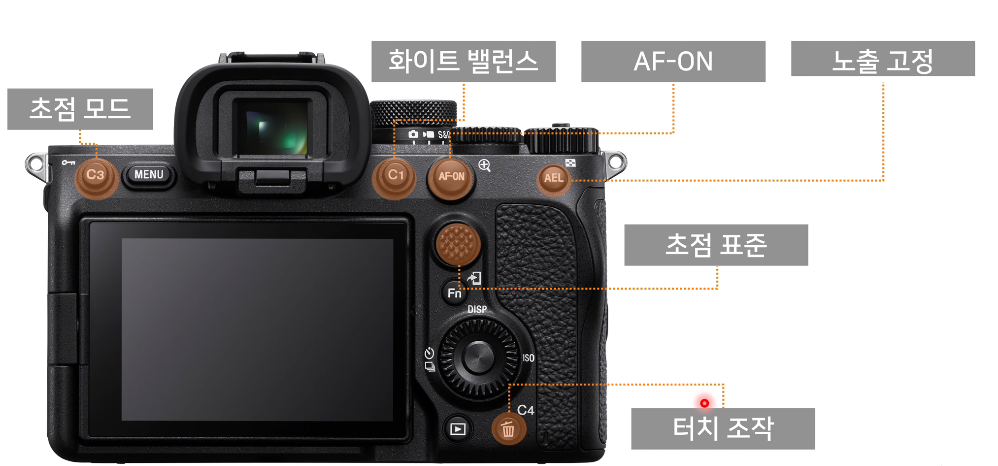 화이트 밸런스
AF-ON
노출 고정
초점 모드
S&Q
C3
MENU
C1
AF-ON
AEL
초점 표준
Fn
DISP
ISO
C4
터치 조작